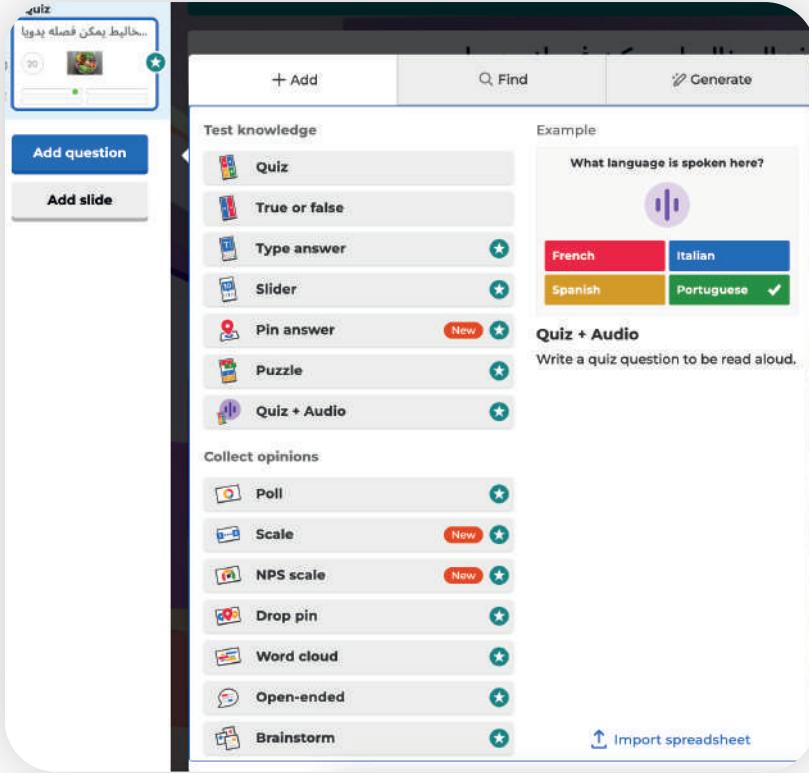 Quiz
...خاليط يمكن فصله يدويا
20
Add question
Add slide
+ Add
Find
Generate
Test knowledge
Quiz
True or false
Type answer
Slider
Pin answer
New
Puzzle
Quiz + Audio
Collect opinions
Poll
Scale
New
NPS scale
New
Drop pin
Word cloud
Open-ended
Brainstorm
Example
What language is spoken here?
French
Italian
Spanish
Portuguese
Quiz + Audio
Write a quiz question to be read aloud.
Import spreadsheet